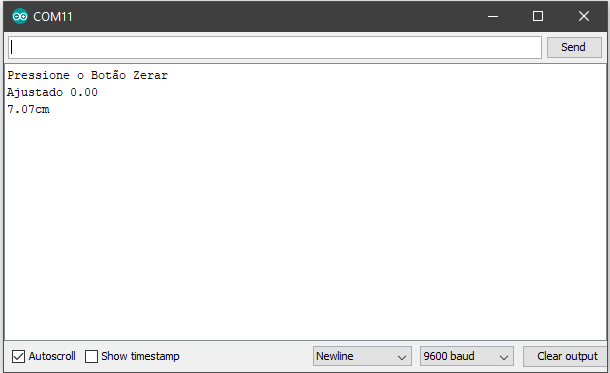 COM11
Send
Pressione o Botão Zerar
Ajustado 0.00
7.07cm
Autoscroll Show timestamp Newline 9600 baud Clear output